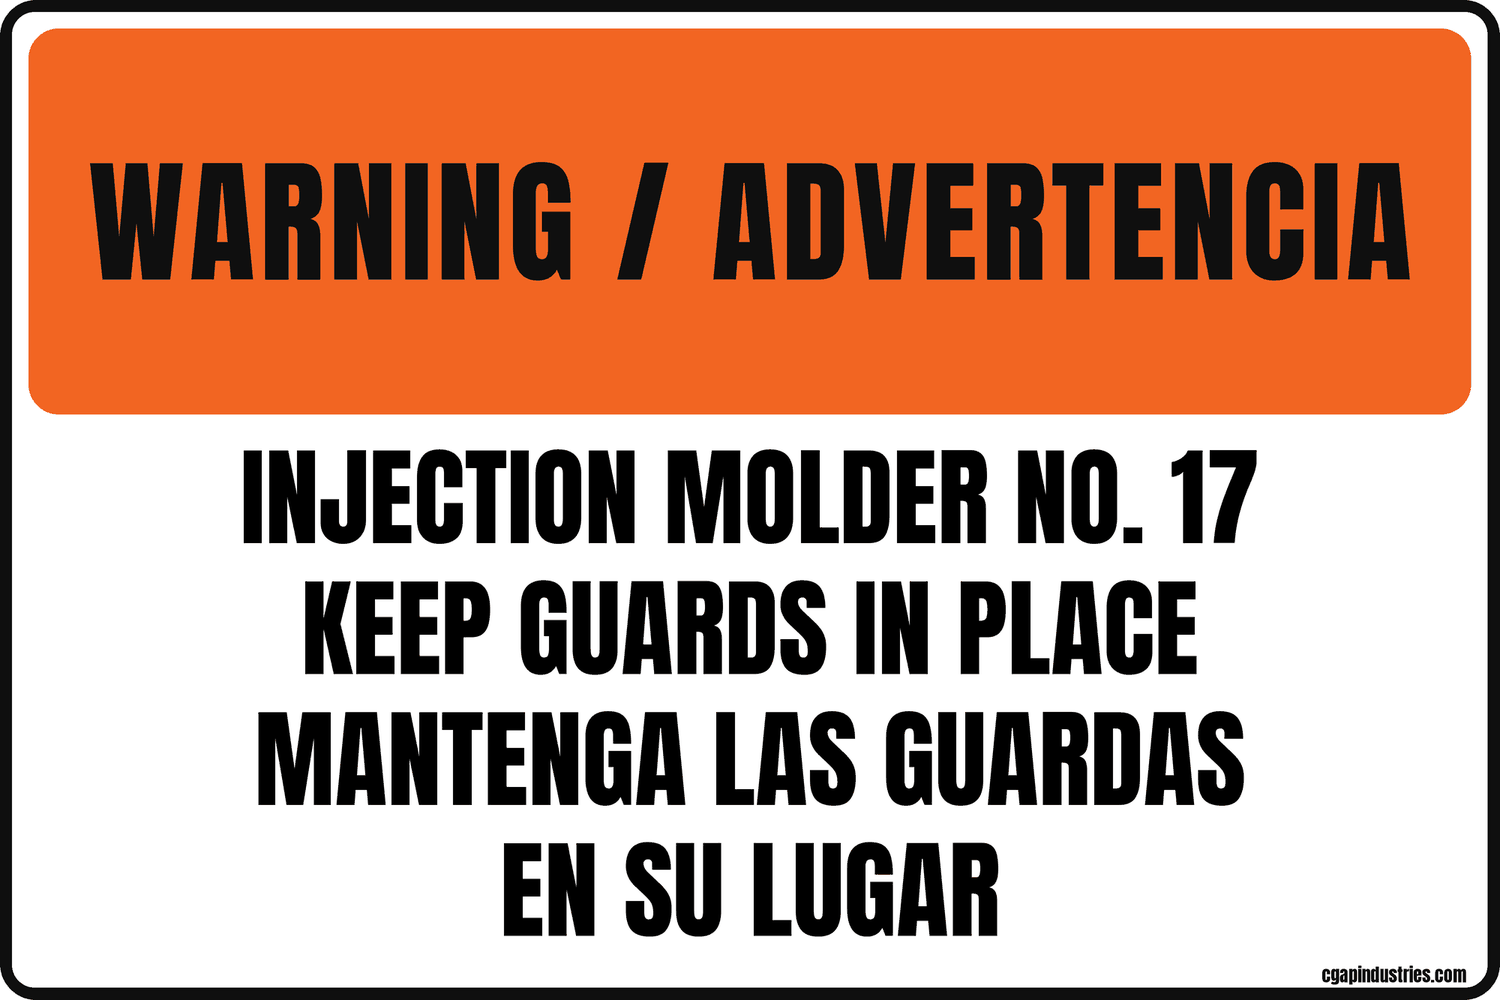 WARNING / ADVERTENCIA
INJECTION MOLDER NO. 17
KEEP GUARDS IN PLACE
MANTENGA LAS GUARDAS
EN SU LUGAR
cgapindustries.com